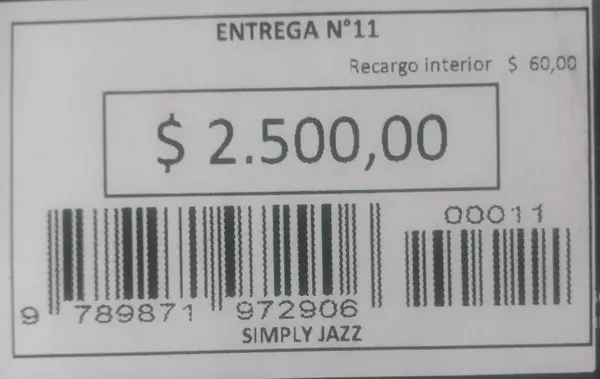 ENTREGA N°11
Recargo interior $ 60,00
$ 2.500,00
00011
9 789871 972906
SIMPLY JAZZ